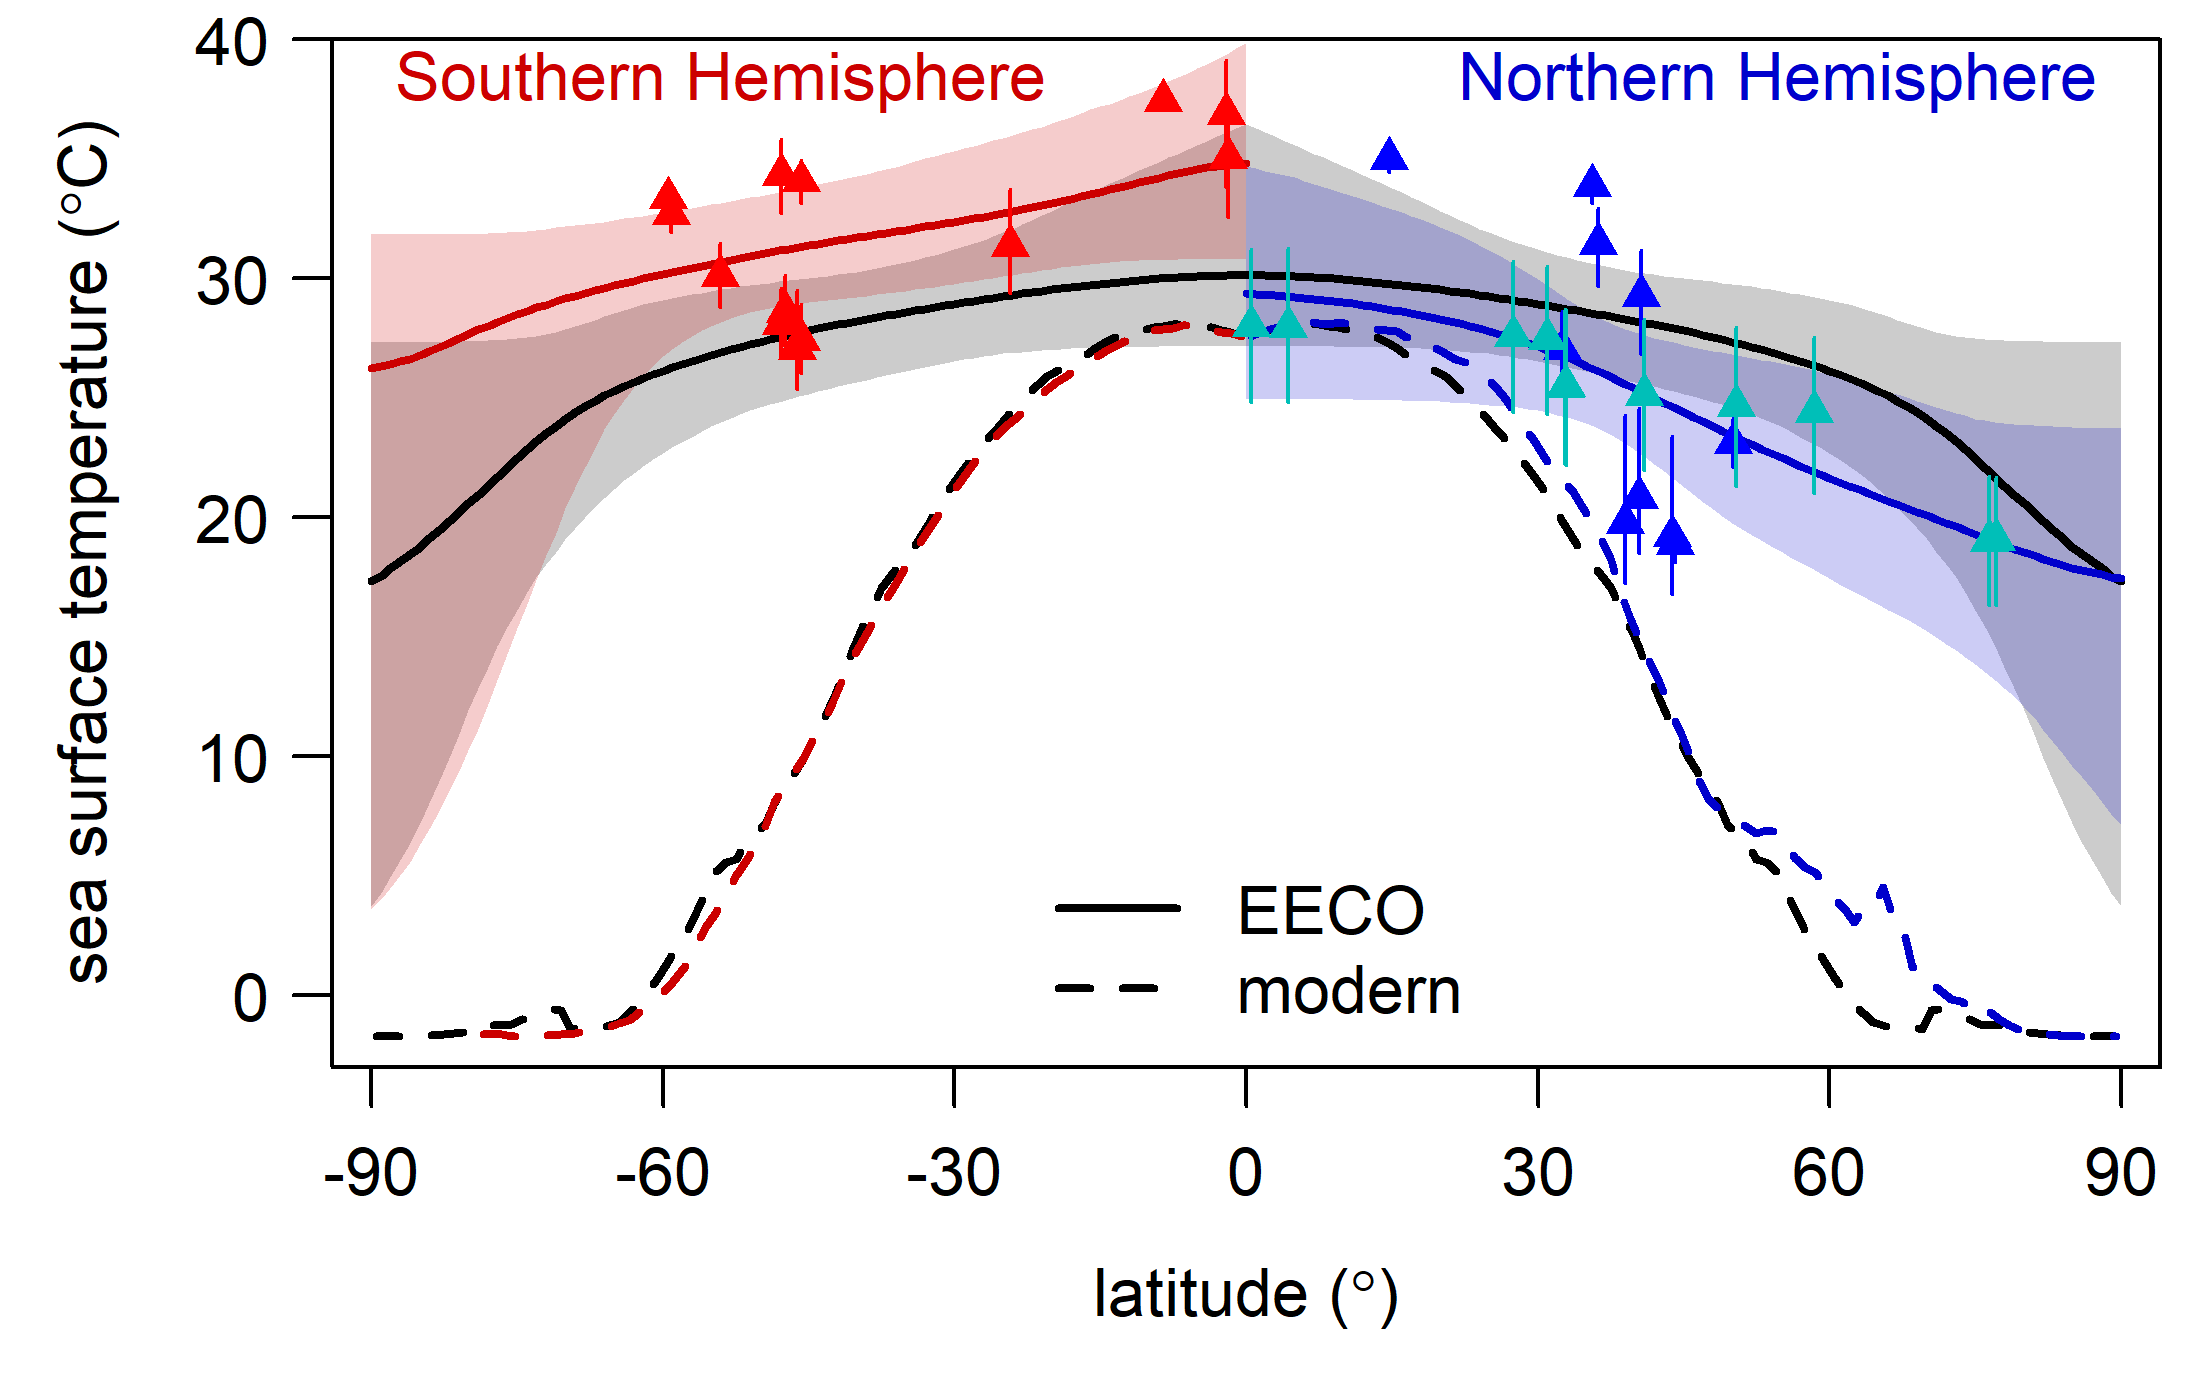 Southern Hemisphere
Northern Hemisphere
sea surface temperature (°C)
40
30
20
10
0
EECO
modern
-90
-60
-30
0
30
60
90
latitude (°)